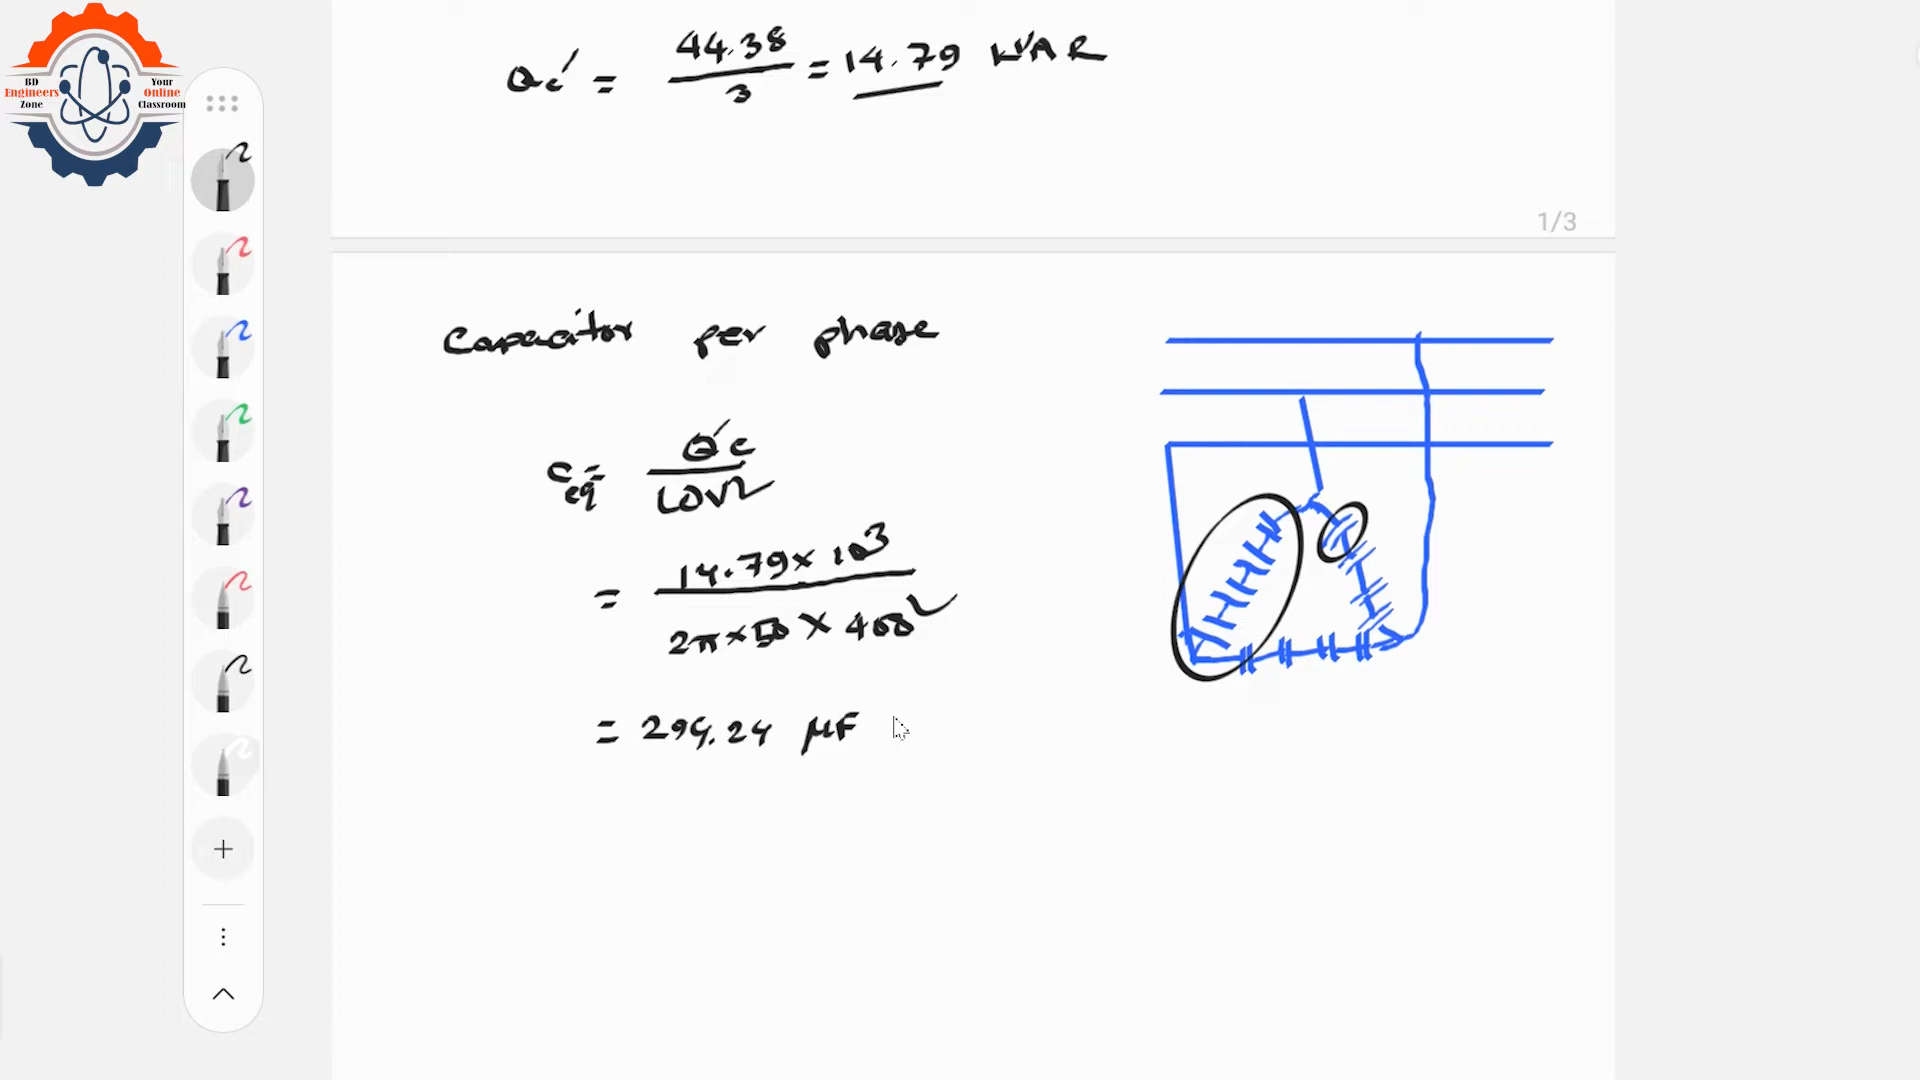 BD Engineers Zone
Your Online Classroom
Qc' = 44.38 / 3 = 14.79 kVAR
1/3
Capacitor per phase
Ceq = Q'c / ωV²
= 14.79 × 10³ / 2π × 50 × 400²
= 294.24 μF